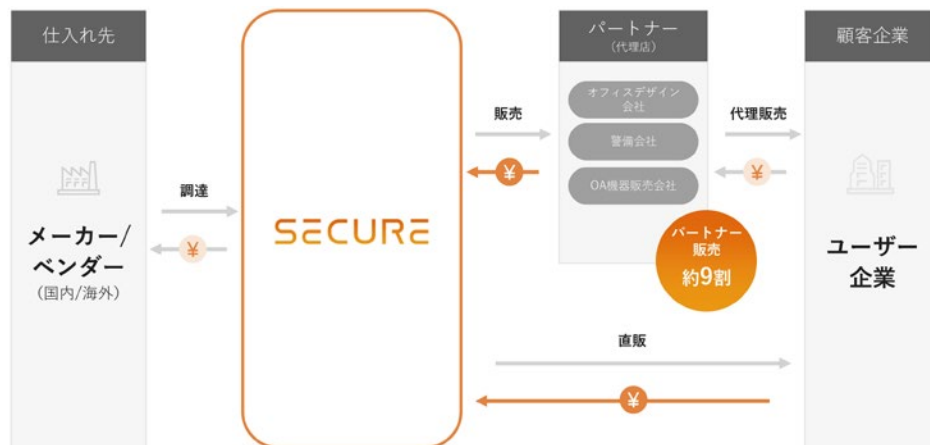 仕入れ先
メーカー/
ベンダー
(国内/海外)
調達
¥
SECURE
販売
¥
パートナー
(代理店)
オフィスデザイン
会社
警備会社
OA機器販売会社
パートナー
販売
約9割
代理販売
¥
直販
¥
顧客企業
ユーザー
企業